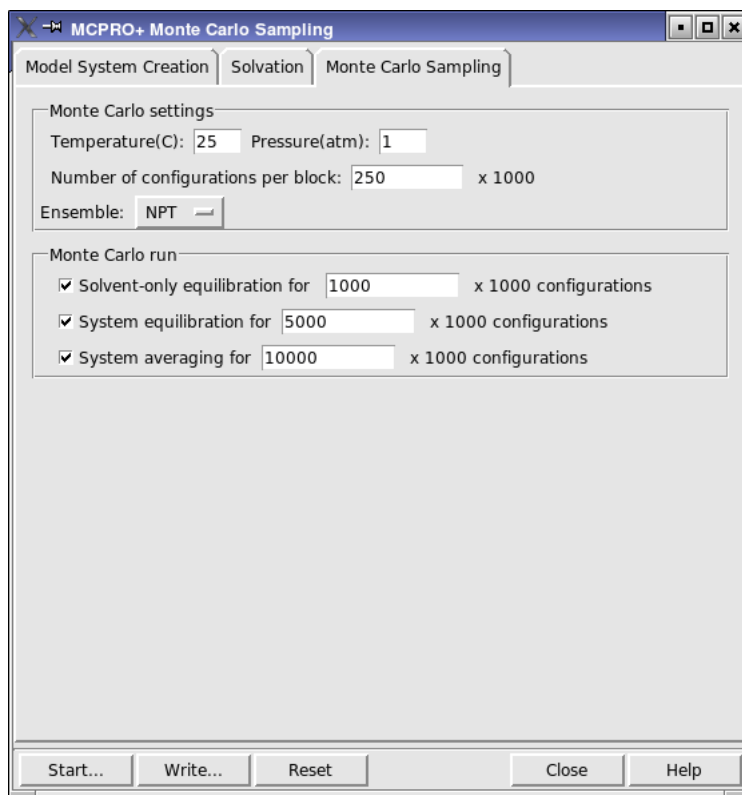 MCPRO+ Monte Carlo Sampling
Model System Creation Solvation Monte Carlo Sampling
Monte Carlo settings
Temperature(C): 25 Pressure(atm): 1
Number of configurations per block: 250 x 1000
Ensemble: NPT
Monte Carlo run
Solvent-only equilibration for 1000 x 1000 configurations
System equilibration for 5000 x 1000 configurations
System averaging for 10000 x 1000 configurations
Start... Write... Reset Close Help